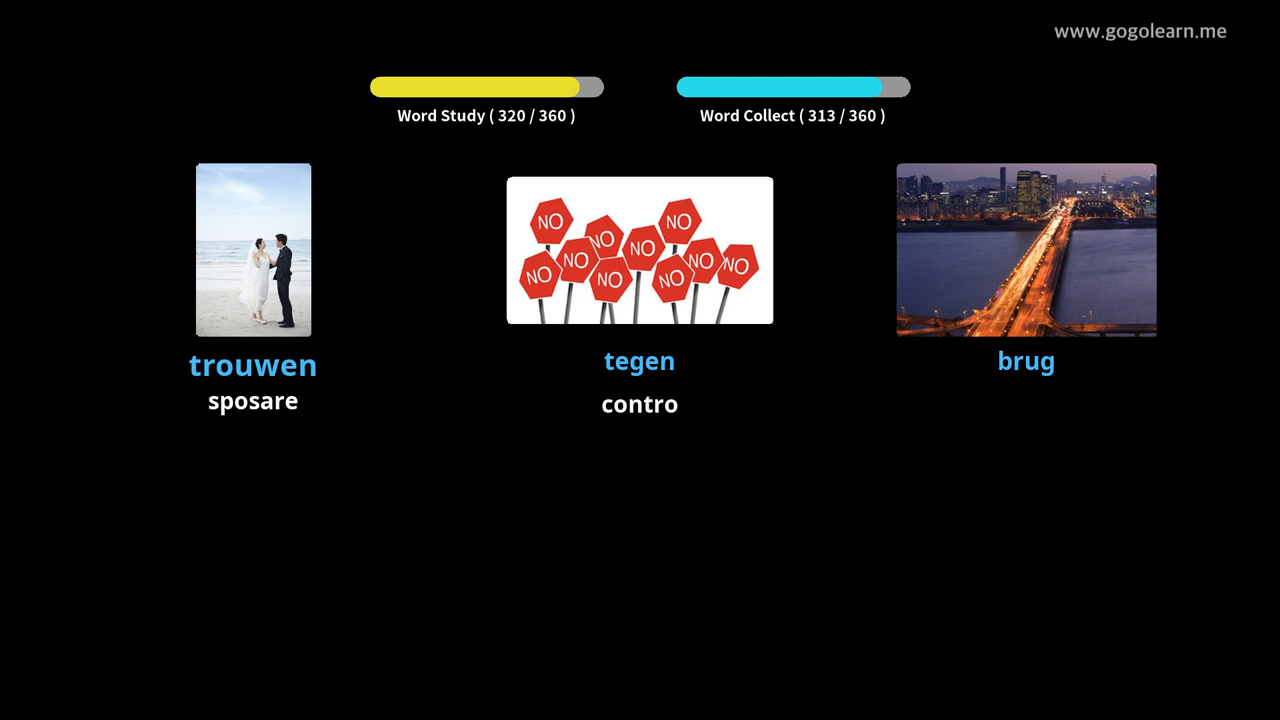 www.gogolearn.me
Word Study ( 320 / 360 )
Word Collect ( 313 / 360 )
NO
NO
NO
NO
NO
NO
NO
NO
NO
NO
trouwen
sposare
tegen
contro
brug